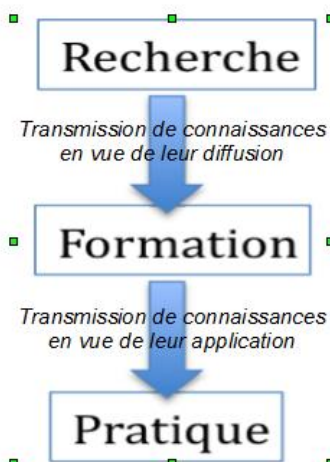 Recherche
Transmission de connaissances
en vue de leur diffusion
Formation
Transmission de connaissances
en vue de leur application
Pratique